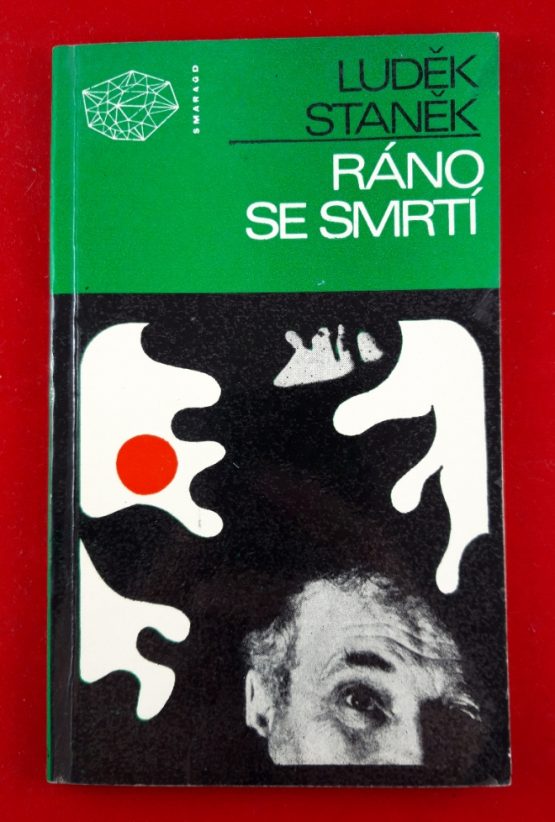 SMARAGD
LUDĚK
STANĚK
RÁNO
SE SMRTÍ